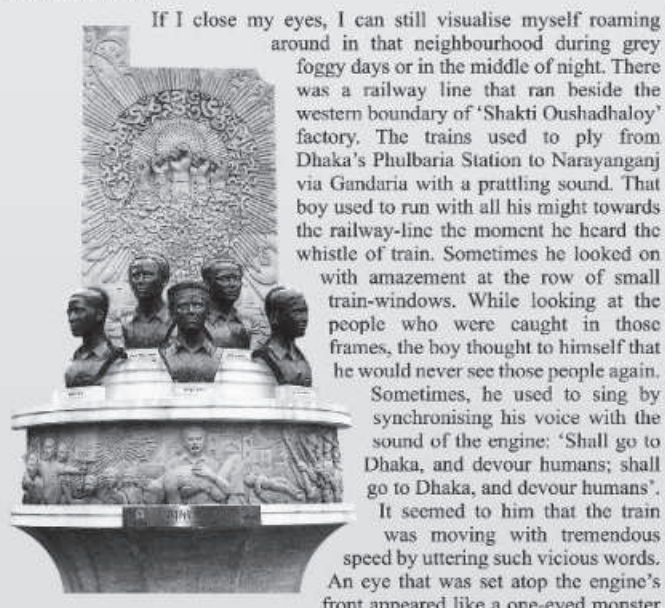 If I close my eyes, I can still visualise myself roaming
around in that neighbourhood during grey
foggy days or in the middle of night. There
was a railway line that ran beside the
western boundary of ‘Shakti Oushadhaloy’
factory. The trains used to ply from
Dhaka’s Phulbaria Station to Narayanganj
via Gandaria with a prattling sound. That
boy used to run with all his might towards
the railway-line the moment he heard the
whistle of train. Sometimes he looked on
with amazement at the row of small
train-windows. While looking at the
people who were caught in those
frames, the boy thought to himself that
he would never see those people again.
Sometimes, he used to sing by
synchronising his voice with the
sound of the engine: ‘Shall go to
Dhaka, and devour humans; shall
go to Dhaka, and devour humans’.
It seemed to him that the train
was moving with tremendous
speed by uttering such vicious words.
An eye that was set atop the engine’s
front appeared like a one-eyed monster